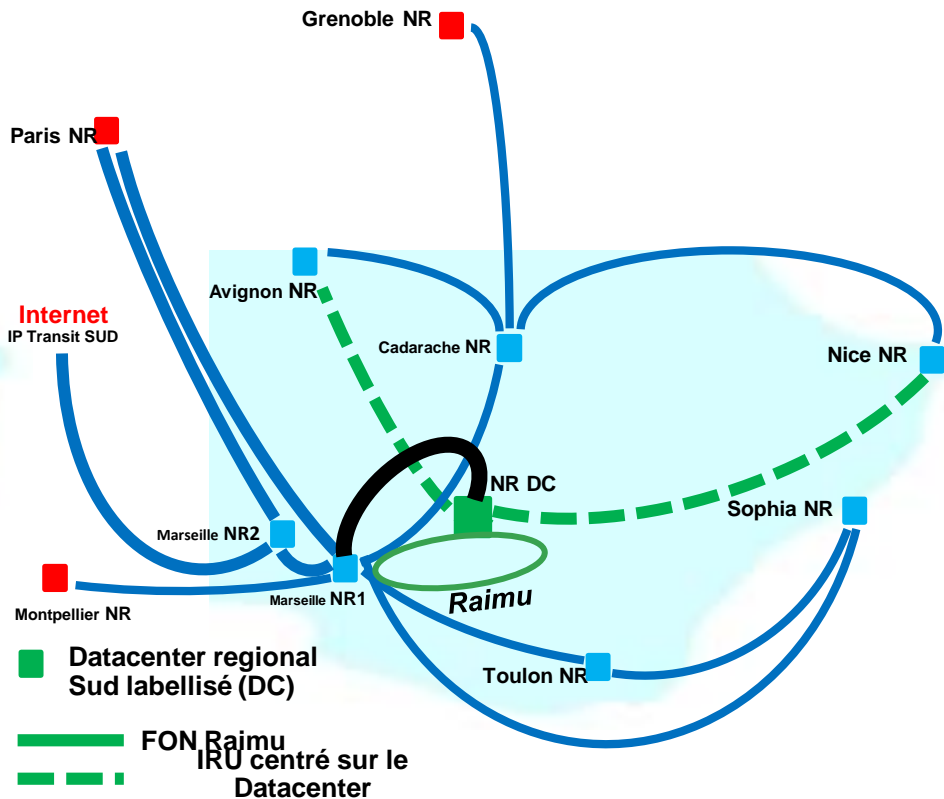 Grenoble NR
Paris NR
Avignon NR
Internet
IP Transit SUD
Cadarache NR
Nice NR
NR DC
Sophia NR
Marseille NR2
Marseille NR1
Raimu
Montpellier NR
Toulon NR
Datacenter regional
Sud labellisé (DC)
FON Raimu
IRU centré sur le
Datacenter